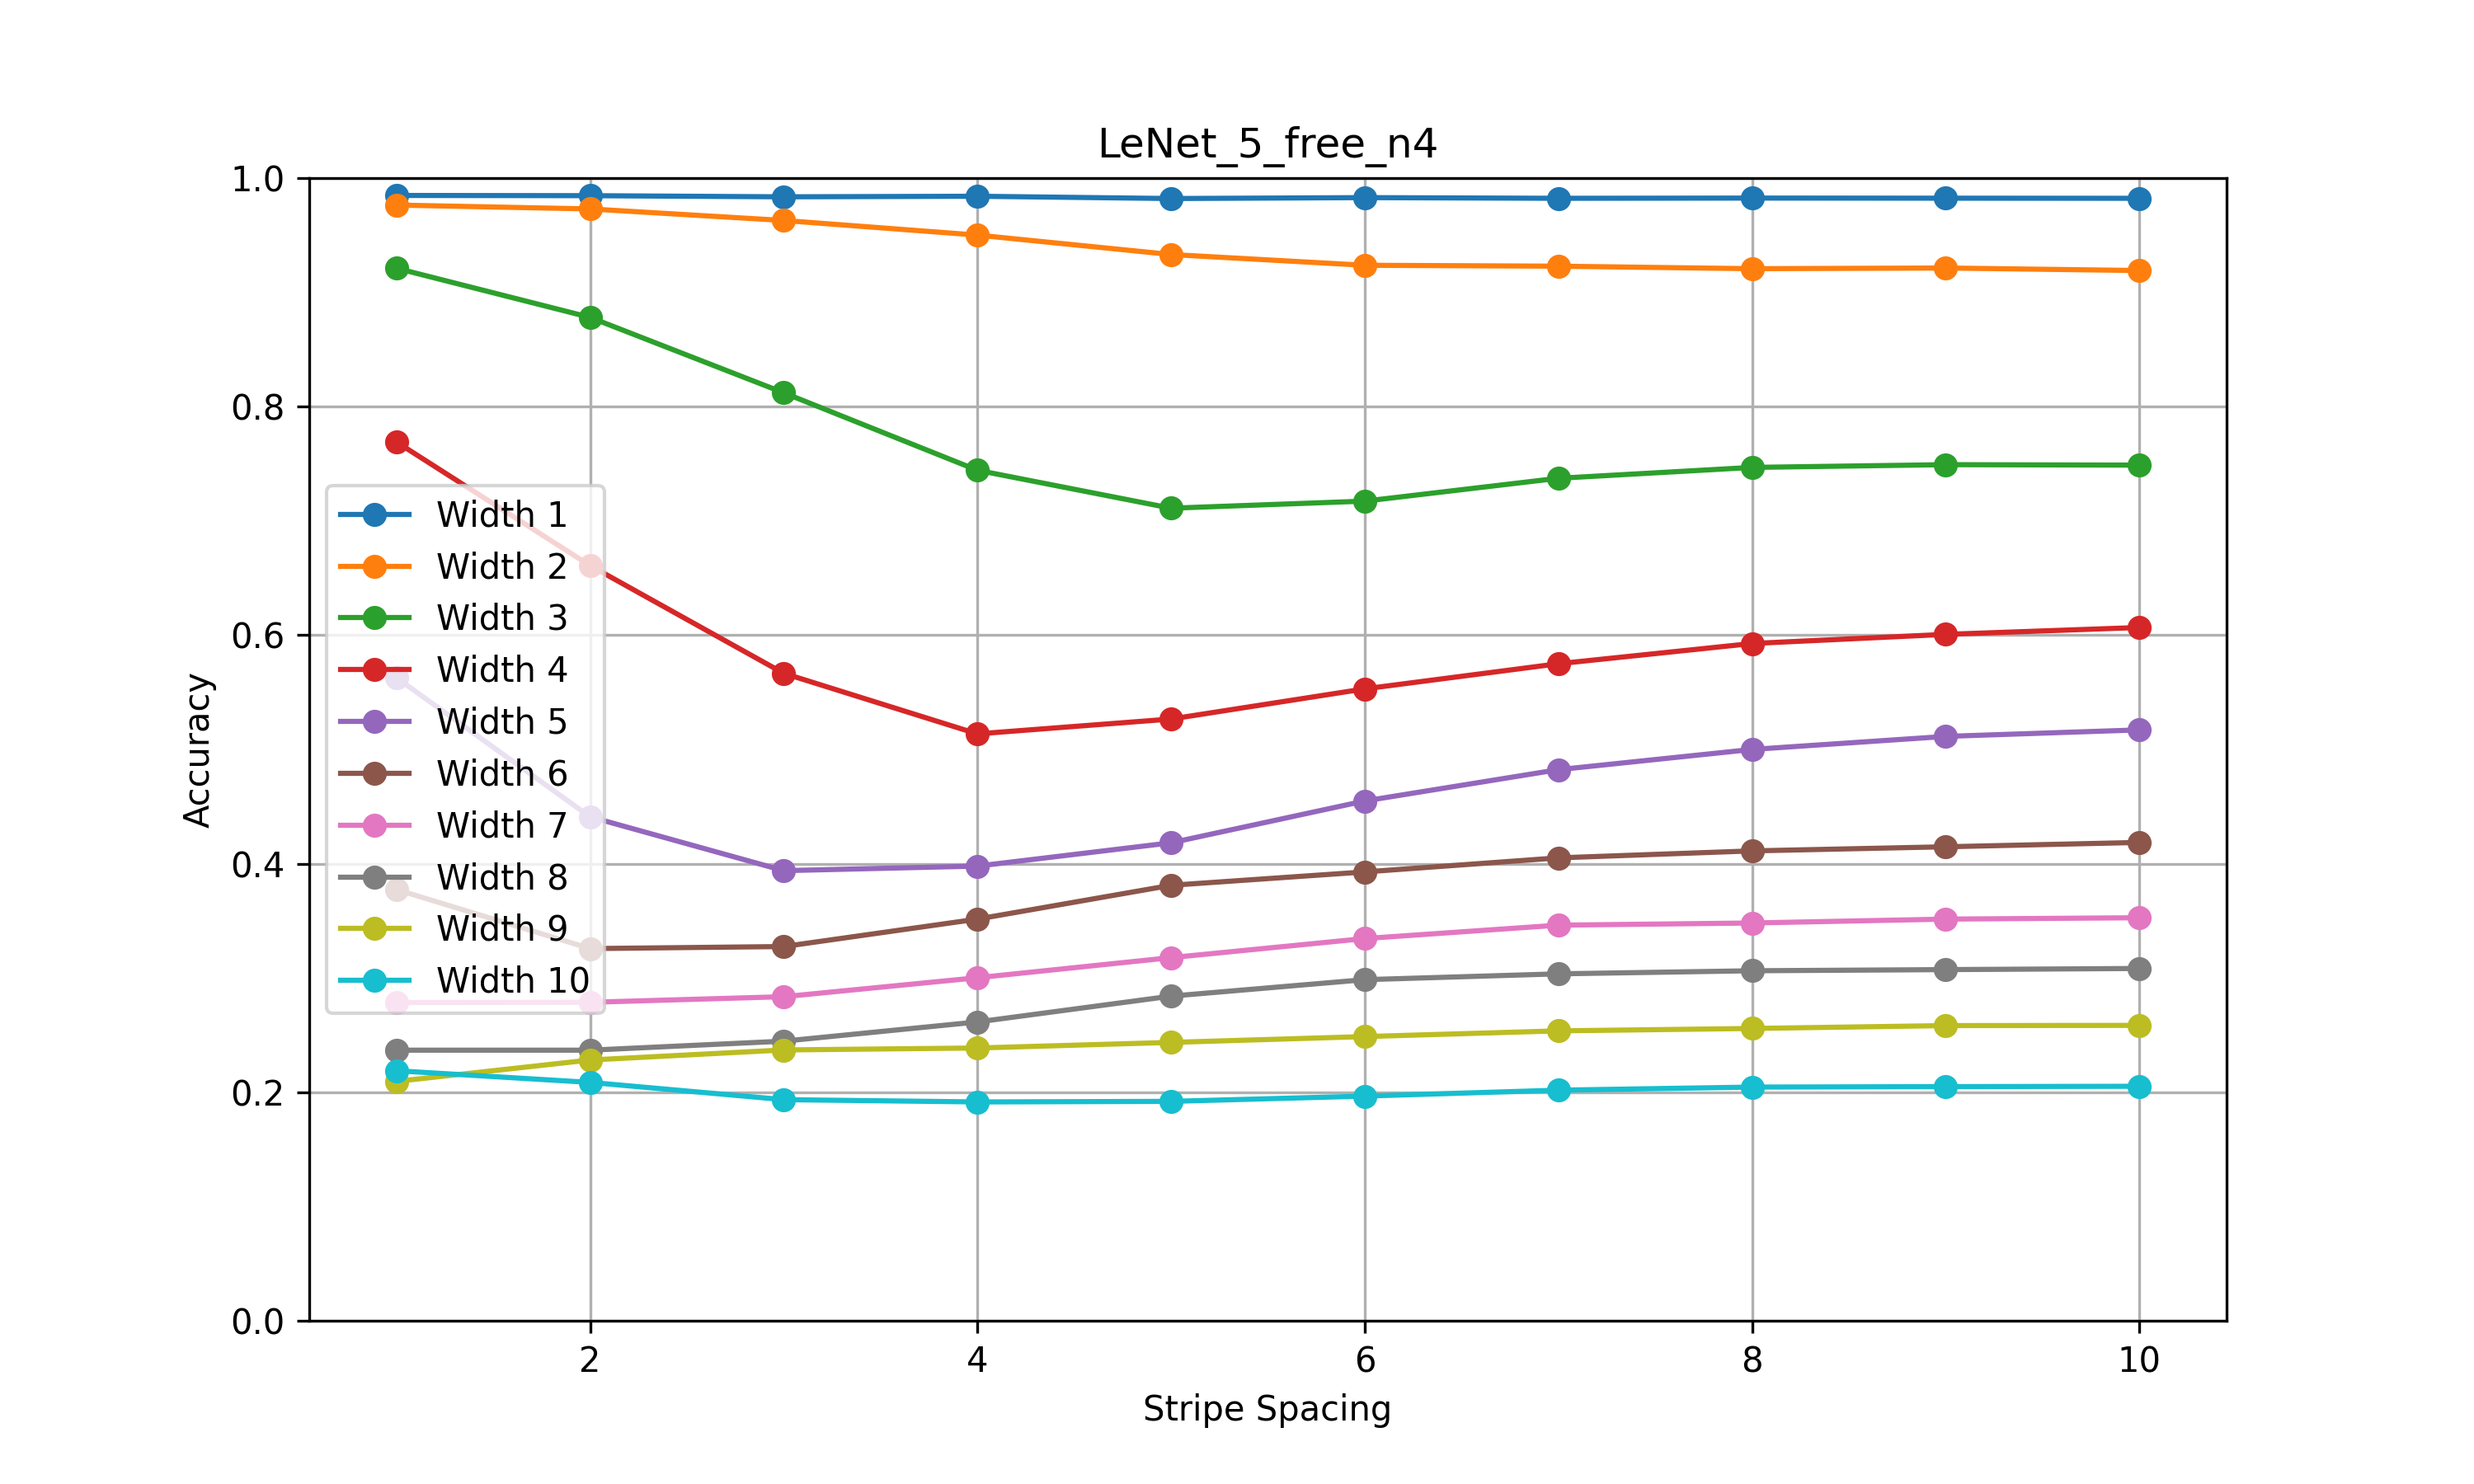 LeNet_5_free_n4
1.0
0.8
0.6
0.4
0.2
0.0
Accuracy
Width 1
Width 2
Width 3
Width 4
Width 5
Width 6
Width 7
Width 8
Width 9
Width 10
2 4 6 8 10
Stripe Spacing